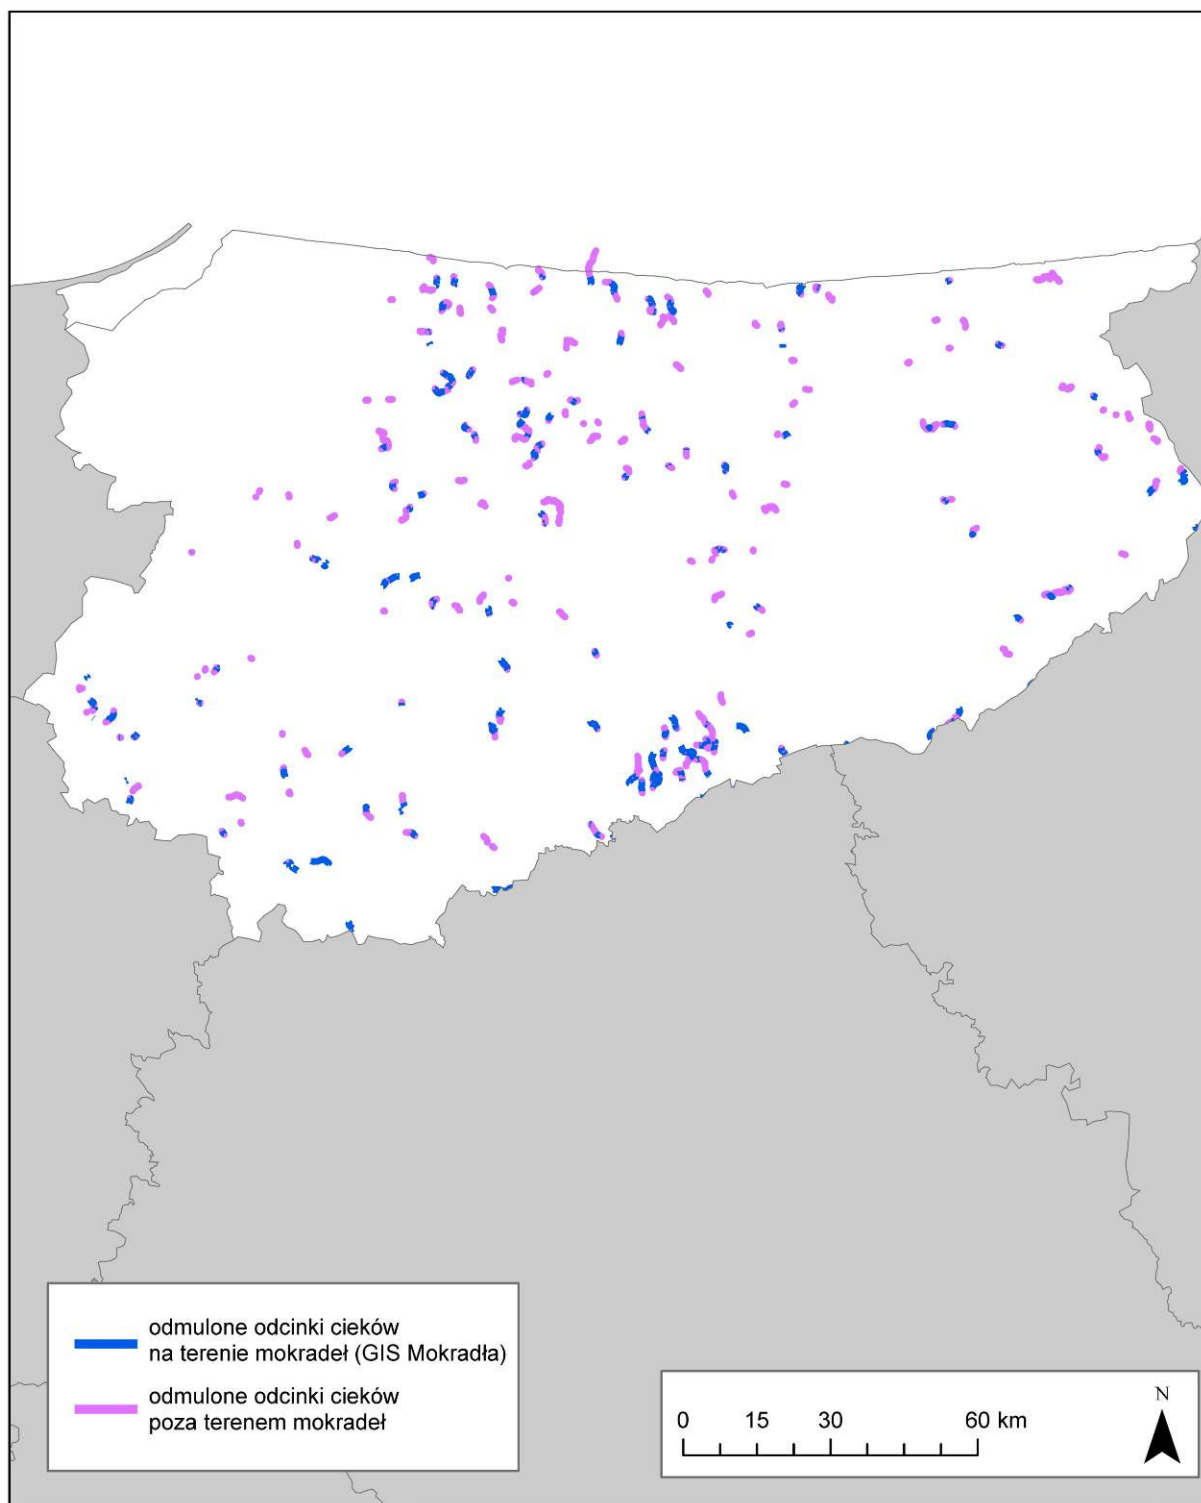 odmulone odcinki cieków
na terenie mokradeł (GIS Mokradła)
odmulone odcinki cieków
poza terenem mokradeł
0 15 30 60 km
N